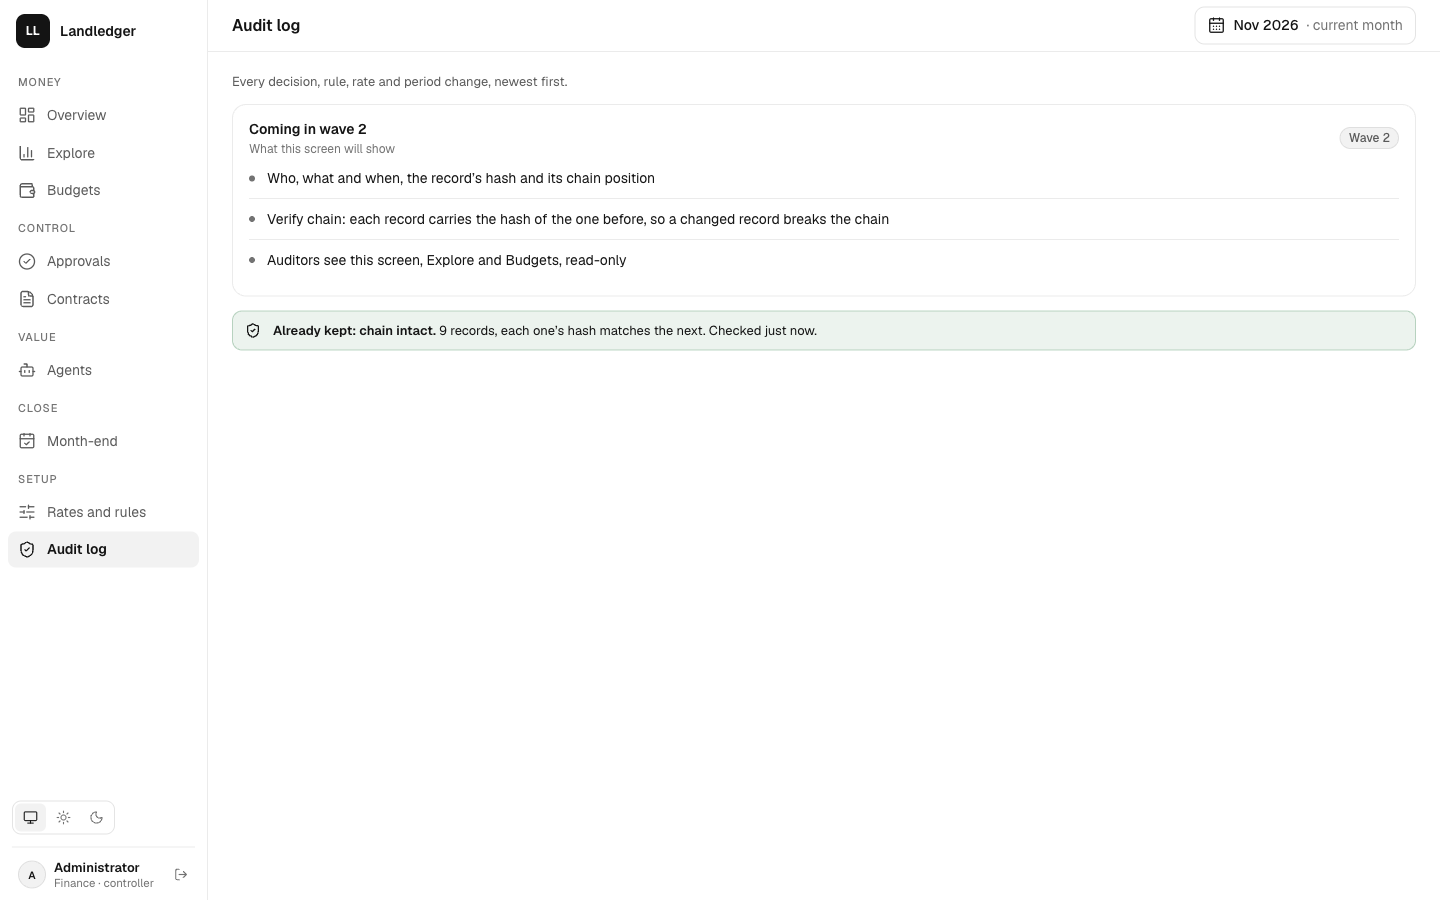 LL Landledger
MONEY
Overview
Explore
Budgets
CONTROL
Approvals
Contracts
VALUE
Agents
CLOSE
Month-end
SETUP
Rates and rules
Audit log
A
Administrator
Finance · controller
Audit log
Nov 2026 · current month
Every decision, rule, rate and period change, newest first.
Coming in wave 2
What this screen will show
Wave 2
Who, what and when, the record’s hash and its chain position
Verify chain: each record carries the hash of the one before, so a changed record breaks the chain
Auditors see this screen, Explore and Budgets, read-only
Already kept: chain intact. 9 records, each one’s hash matches the next. Checked just now.